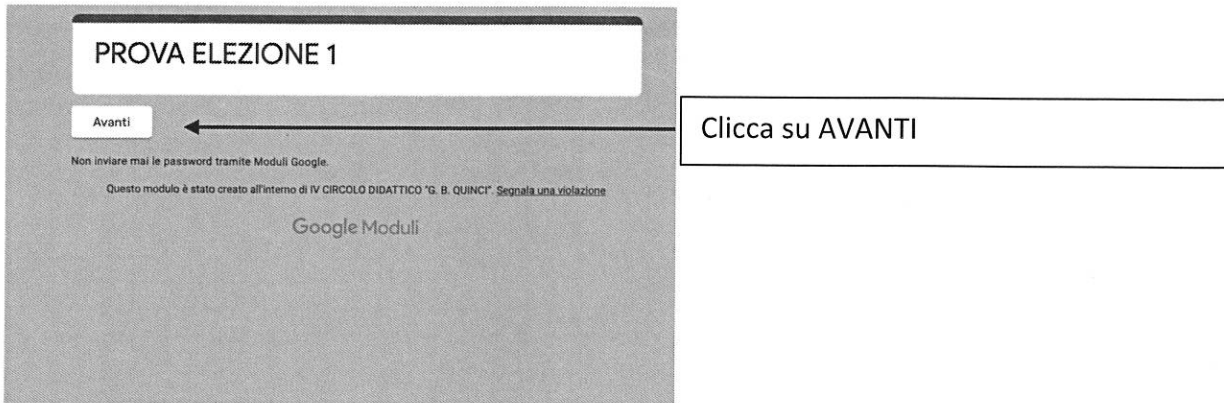 PROVA ELEZIONE 1
Avanti
Clicca su AVANTI
Non inviare mai le password tramite Moduli Google.
Questo modulo è stato creato all'interno di IV CIRCOLO DIDATTICO "G. B. QUINCI". Segnala una violazione
Google Moduli